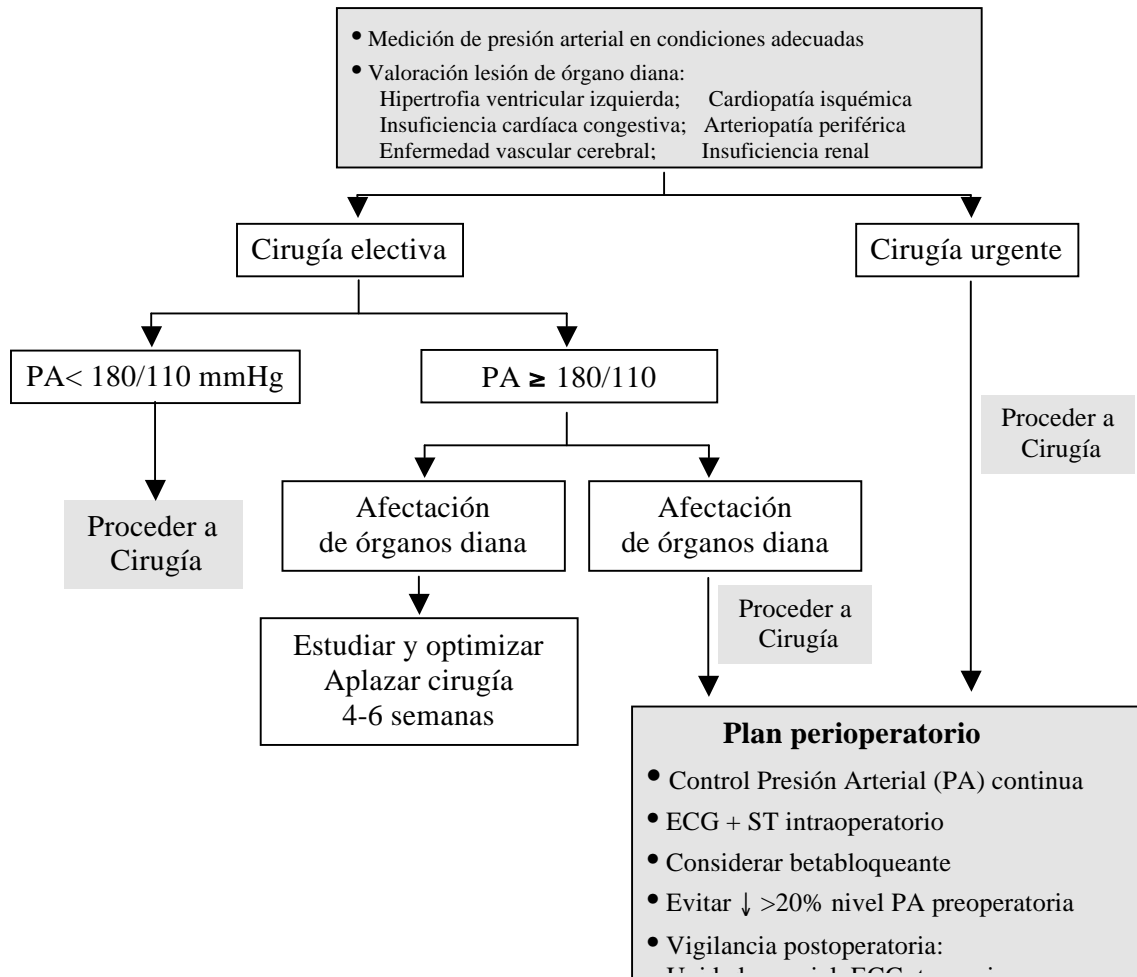 • Medición de presión arterial en condiciones adecuadas
• Valoración lesión de órgano diana:
Hipertrofia ventricular izquierda; Cardiopatía isquémica
Insuficiencia cardíaca congestiva; Arteriopatía periférica
Enfermedad vascular cerebral; Insuficiencia renal
Cirugía electiva
Cirugía urgente
PA< 180/110 mmHg
PA ≥ 180/110
Proceder a
Cirugía
Proceder a
Cirugía
Afectación
de órganos diana
Afectación
de órganos diana
Proceder a
Cirugía
Estudiar y optimizar
Aplazar cirugía
4-6 semanas
Plan perioperatorio
• Control Presión Arterial (PA) continua
• ECG + ST intraoperatorio
• Considerar betabloqueante
• Evitar ↓ >20% nivel PA preoperatoria
• Vigilancia postoperatoria: